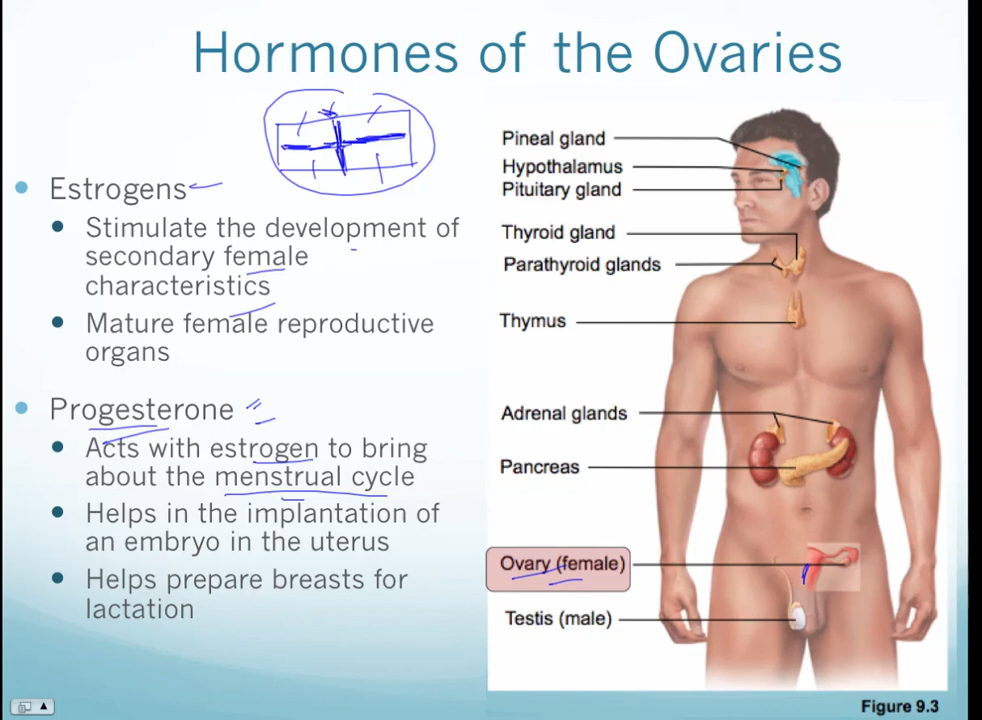 Hormones of the Ovaries
Estrogens
Stimulate the development of
secondary female
characteristics
Mature female reproductive
organs
Progesterone
Acts with estrogen to bring
about the menstrual cycle
Helps in the implantation of
an embryo in the uterus
Helps prepare breasts for
lactation
Pineal gland
Hypothalamus
Pituitary gland
Thyroid gland
Parathyroid glands
Thymus
Adrenal glands
Pancreas
Ovary (female)
Testis (male)
Figure 9.3